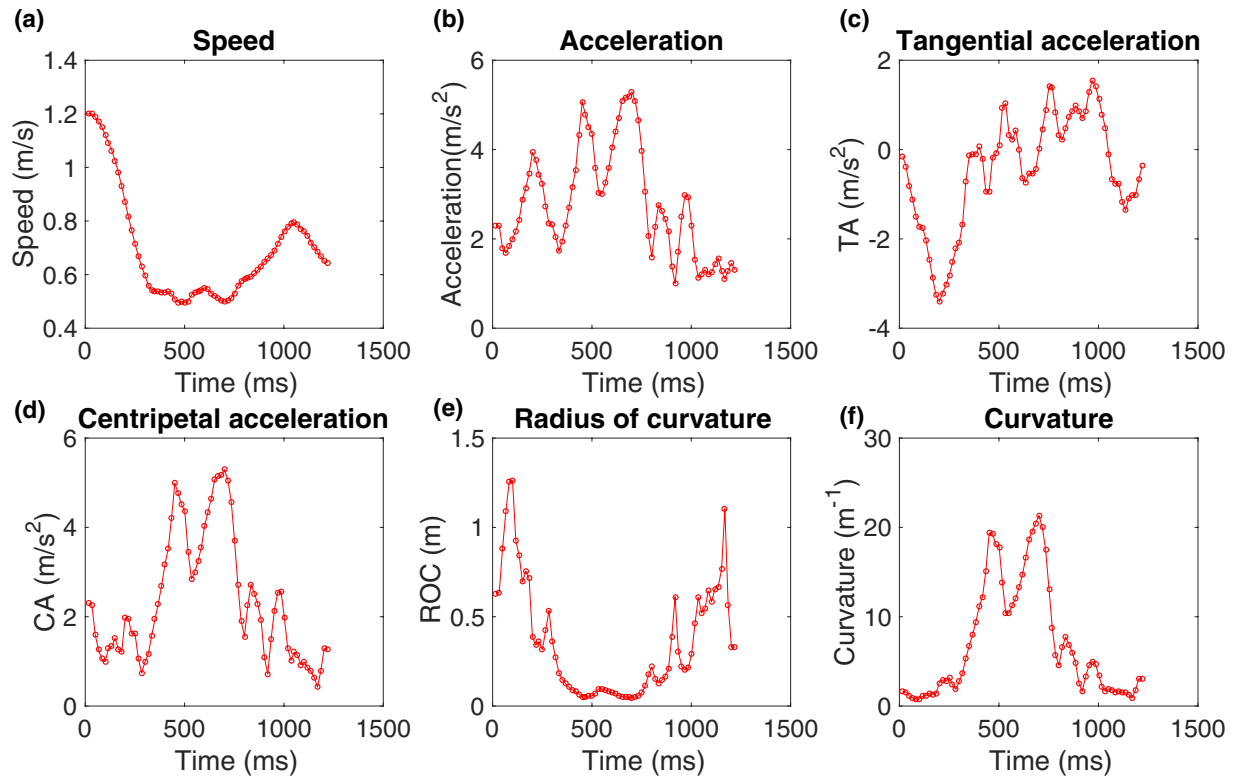 (a)
Speed
Speed (m/s)
1.4
1.2
1
0.8
0.6
0.4
0
500
1000
1500
Time (ms)
(b)
Acceleration
Acceleration(m/s²)
6
4
2
0
0
500
1000
1500
Time (ms)
(c)
Tangential acceleration
TA (m/s²)
2
0
-2
-4
0
500
1000
1500
Time (ms)
(d)
Centripetal acceleration
CA (m/s²)
6
4
2
0
0
500
1000
1500
Time (ms)
(e)
Radius of curvature
ROC (m)
1.5
1
0.5
0
0
500
1000
1500
Time (ms)
(f)
Curvature
Curvature (m⁻¹)
30
20
10
0
0
500
1000
1500
Time (ms)